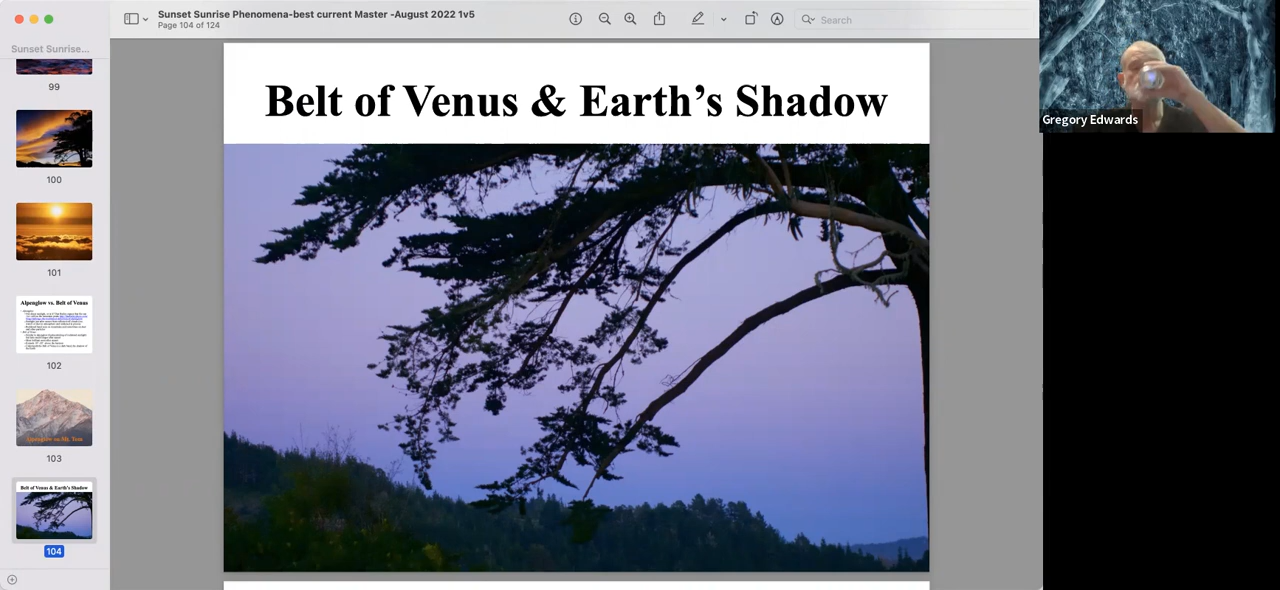 Sunset Sunrise Phenomena-best current Master -August 2022 1v5
Page 104 of 124
Search
Sunset Sunrise...
99
100
101
Alpenglow vs. Belt of Venus
102
Alpenglow on Mt. Tom
103
Belt of Venus & Earth's Shadow
104
Belt of Venus & Earth’s Shadow
Gregory Edwards